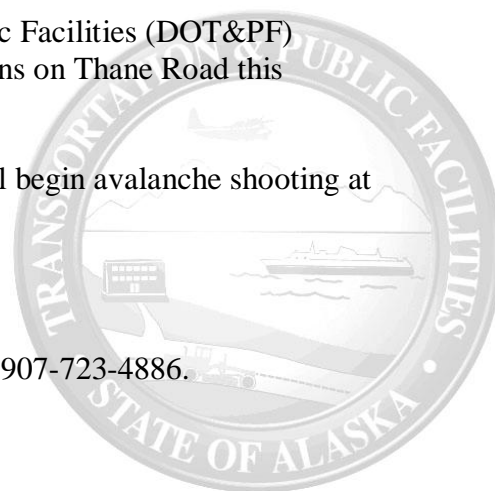 c Facilities (DOT&PF)
ns on Thane Road this
l begin avalanche shooting at
907-723-4886.
TRANSPORTATION & PUBLIC FACILITIES
STATE OF ALASKA